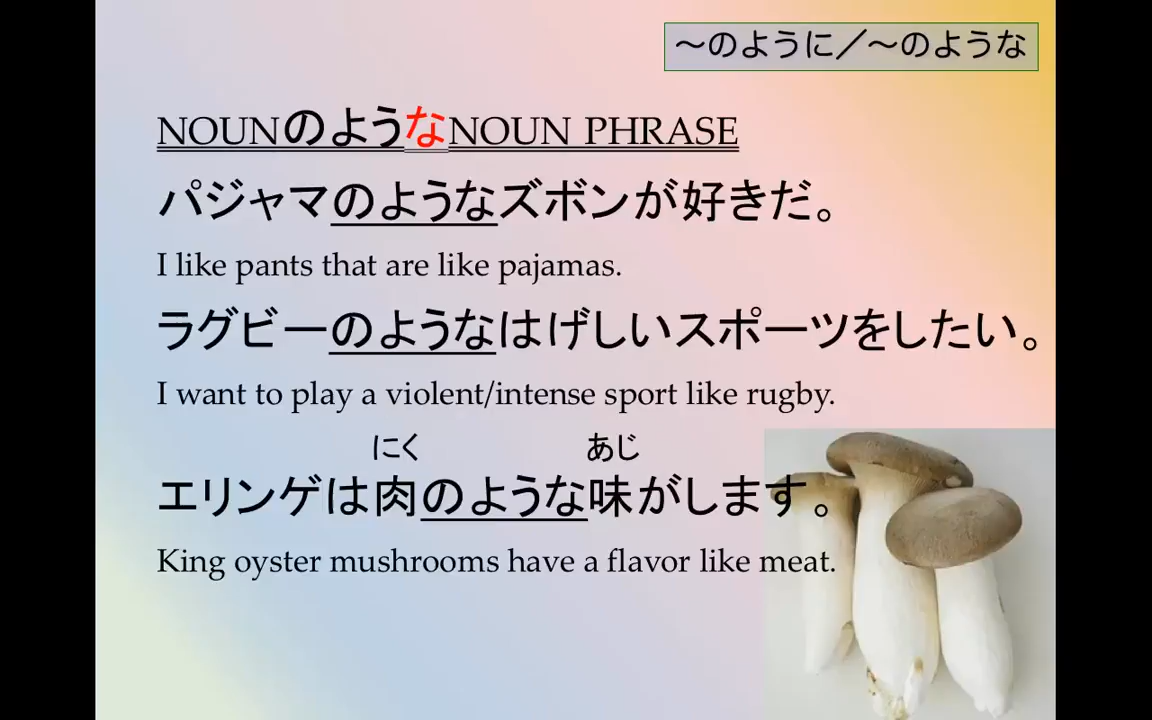 ～のように／～のような
NOUNのようなNOUN PHRASE
パジャマのようなズボンが好きだ。
I like pants that are like pajamas.
ラグビーのようなはげしいスポーツをしたい。
I want to play a violent/intense sport like rugby.
にく あじ
エリンゲは肉のような味がします。
King oyster mushrooms have a flavor like meat.